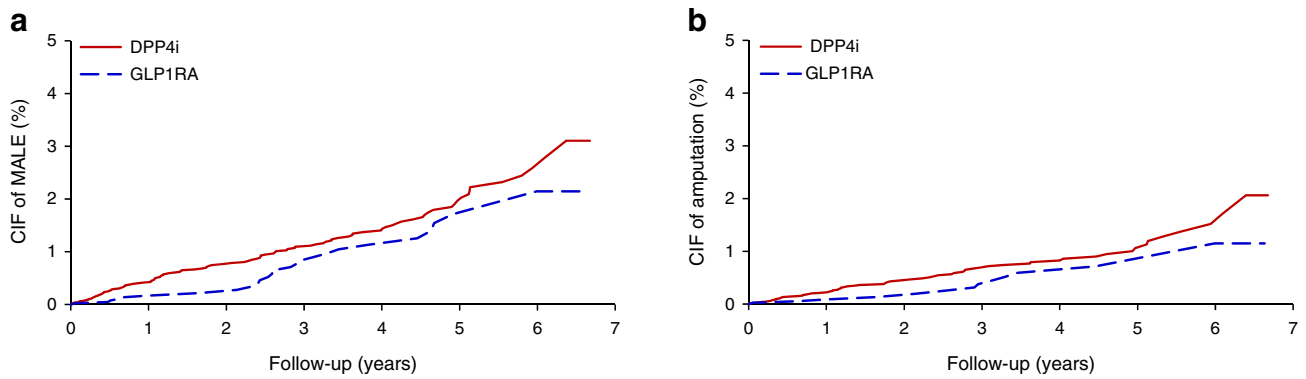 a
5
4
3
2
1
0
CIF of MALE (%)
DPP4i
GLP1RA
0 1 2 3 4 5 6 7
Follow-up (years)
b
5
4
3
2
1
0
CIF of amputation (%)
DPP4i
GLP1RA
0 1 2 3 4 5 6 7
Follow-up (years)